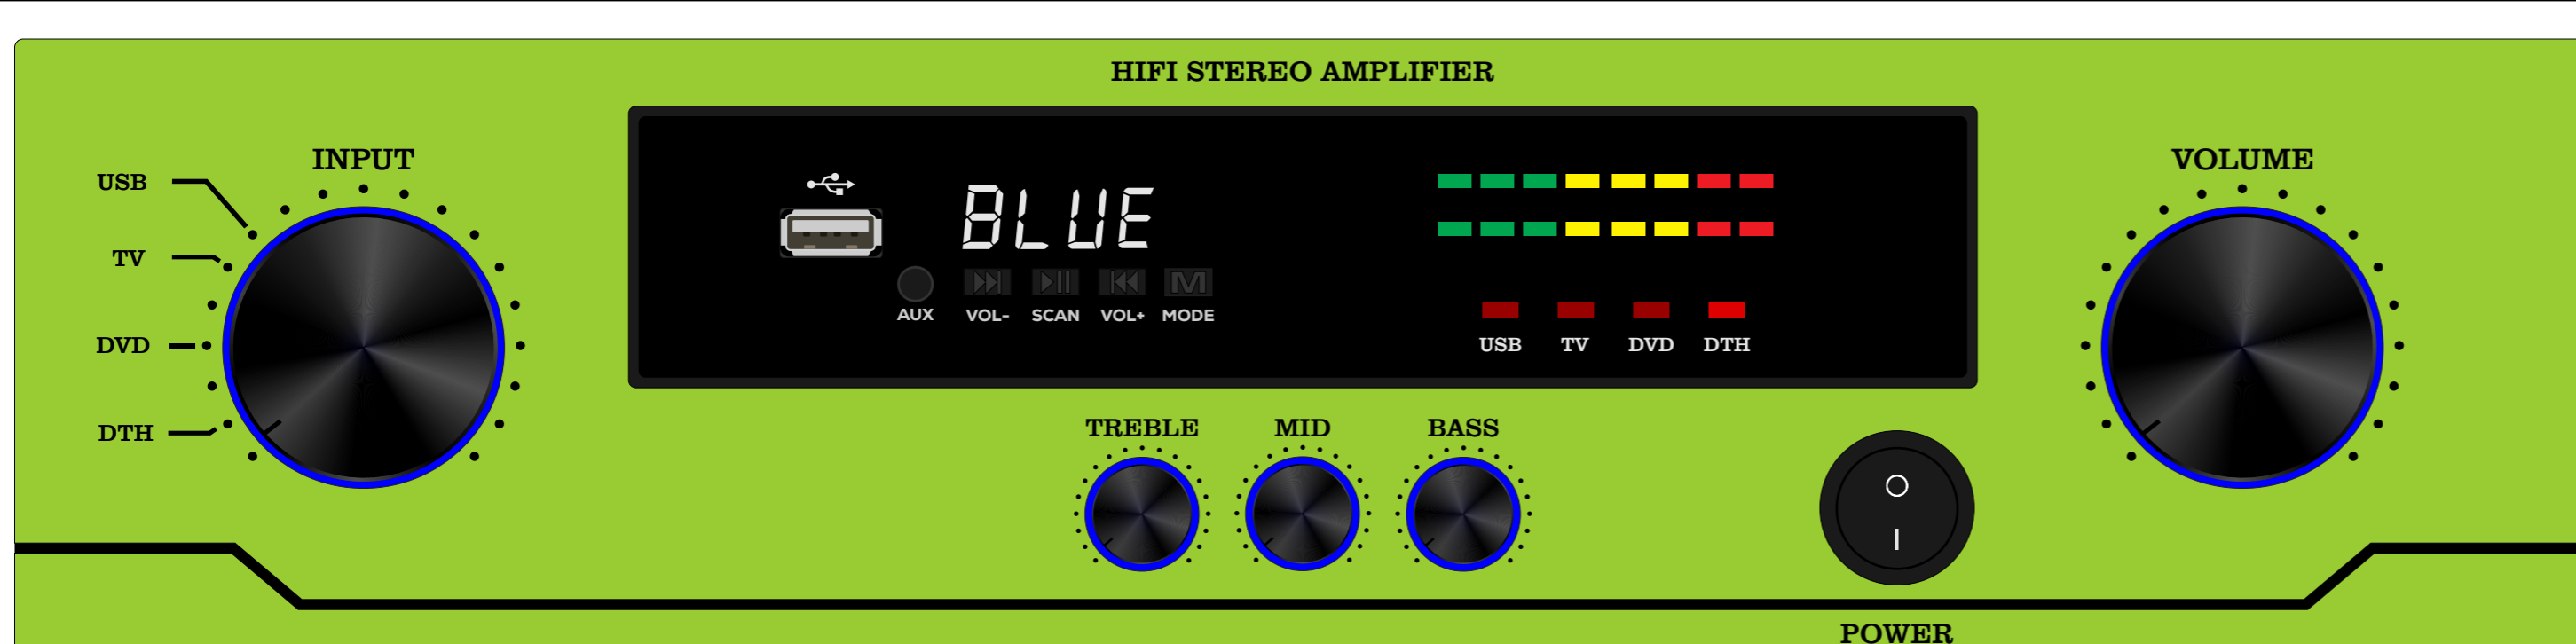 HIFI STEREO AMPLIFIER
INPUT
USB
TV
DVD
DTH
BLUE
AUX VOL- SCAN VOL+ MODE
M
USB TV DVD DTH
VOLUME
TREBLE MID BASS
POWER